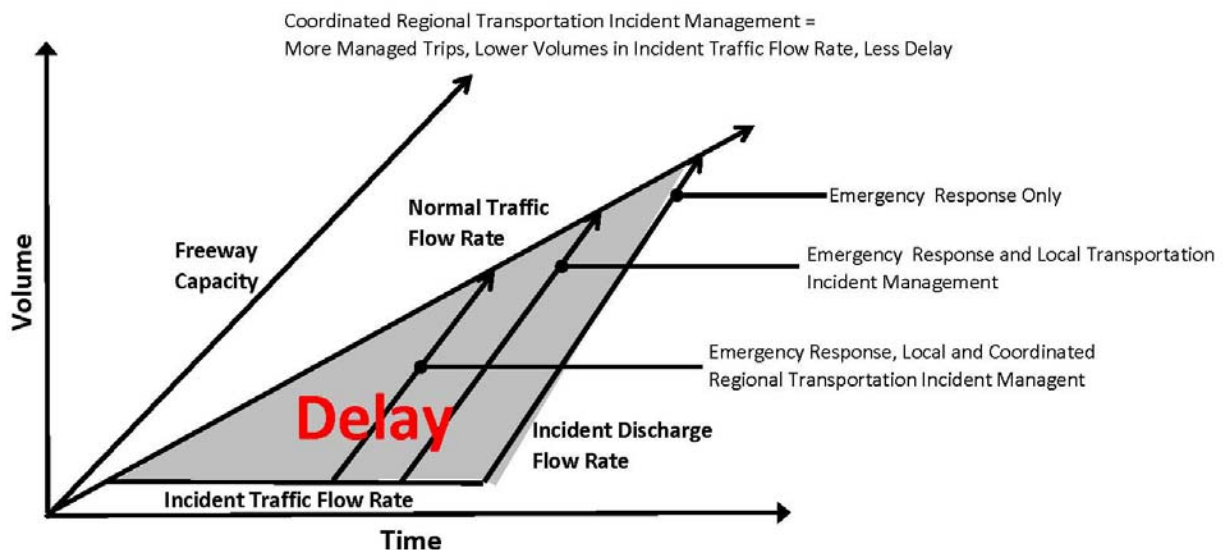 Coordinated Regional Transportation Incident Management =
More Managed Trips, Lower Volumes in Incident Traffic Flow Rate, Less Delay
Volume
Freeway
Capacity
Normal Traffic
Flow Rate
Emergency Response Only
Emergency Response and Local Transportation
Incident Management
Emergency Response, Local and Coordinated
Regional Transportation Incident Managent
Delay
Incident Discharge
Flow Rate
Incident Traffic Flow Rate
Time